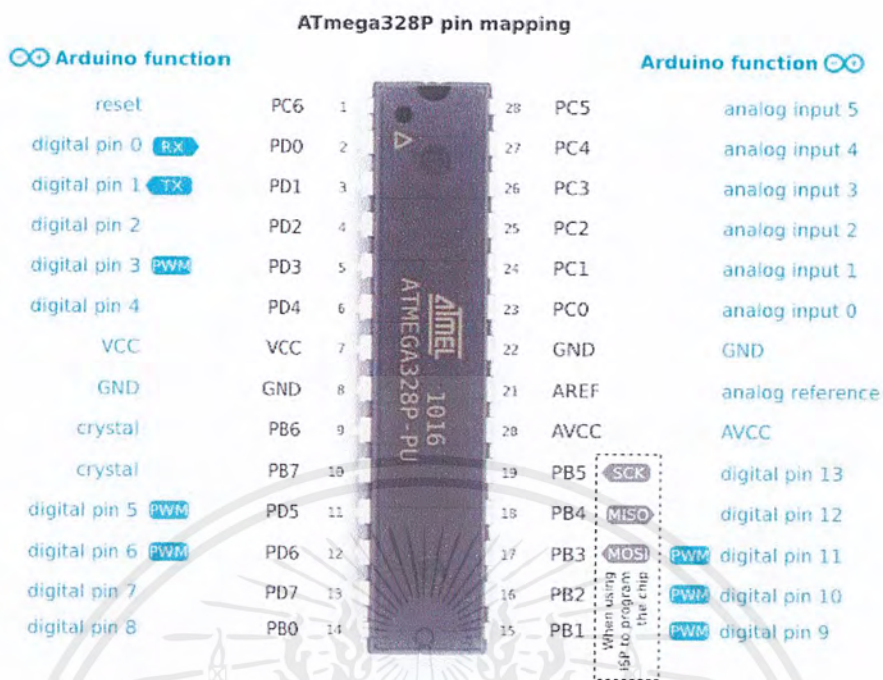 ATmega328P pin mapping
Arduino function
Arduino function
reset PC6 1 28 PC5 analog input 5
digital pin 0 RX PD0 2 27 PC4 analog input 4
digital pin 1 TX PD1 3 26 PC3 analog input 3
digital pin 2 PD2 4 25 PC2 analog input 2
digital pin 3 PWM PD3 5 24 PC1 analog input 1
digital pin 4 PD4 6 23 PC0 analog input 0
VCC VCC 7 22 GND GND
GND GND 8 21 AREF analog reference
crystal PB6 9 20 AVCC AVCC
crystal PB7 10 19 PB5 SCK digital pin 13
digital pin 5 PWM PD5 11 18 PB4 MISO digital pin 12
digital pin 6 PWM PD6 12 17 PB3 MOSI PWM digital pin 11
digital pin 7 PD7 13 16 PB2 PWM digital pin 10
digital pin 8 PB0 14 15 PB1 PWM digital pin 9
When using
ISP to program
the chip
ATMEL 1016
ATMEGA328P-PU